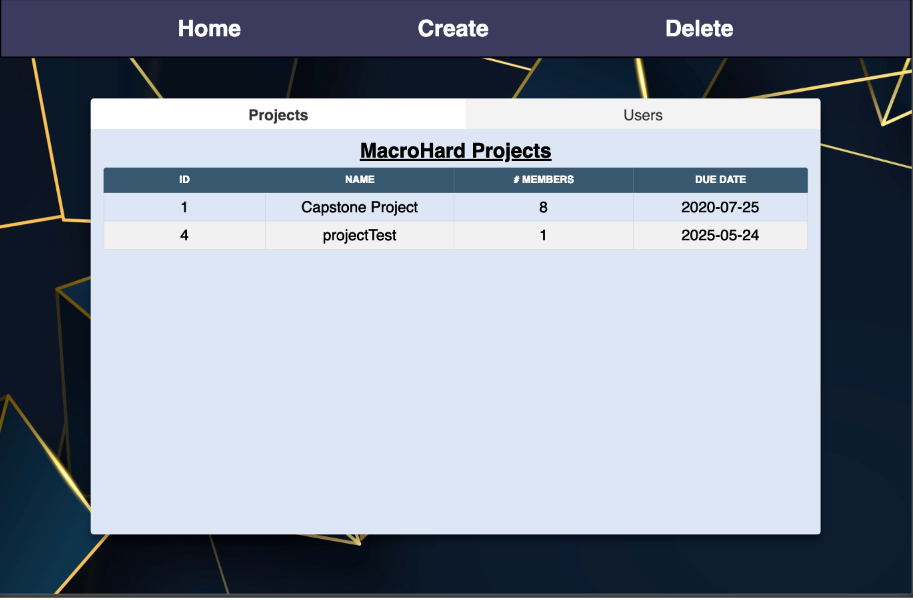 Home Create Delete
Projects Users
MacroHard Projects
ID NAME # MEMBERS DUE DATE
1 Capstone Project 8 2020-07-25
4 projectTest 1 2025-05-24